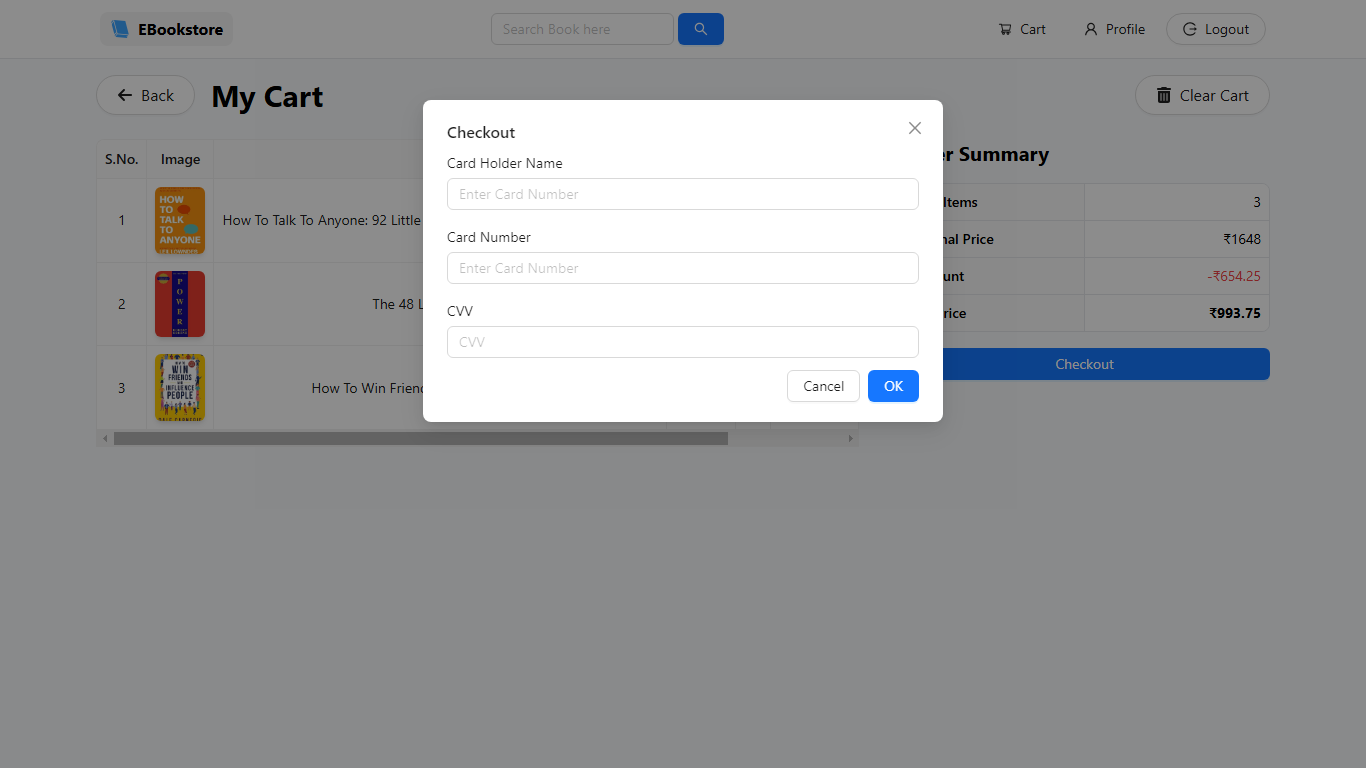 EBookstore
Search Book here
Cart
Profile
Logout
Back
My Cart
Clear Cart
S.No.
Image
1
HOW
TO
TALK
TO
ANYONE
How To Talk To Anyone: 92 Little
2
POWER
The 48 L
3
WIN
FRIENDS
INFLUENCE
PEOPLE
How To Win Frien
Checkout
Card Holder Name
Enter Card Number
Card Number
Enter Card Number
CVV
CVV
Cancel
OK
er Summary
Items
3
nal Price
₹1648
unt
-₹654.25
rice
₹993.75
Checkout